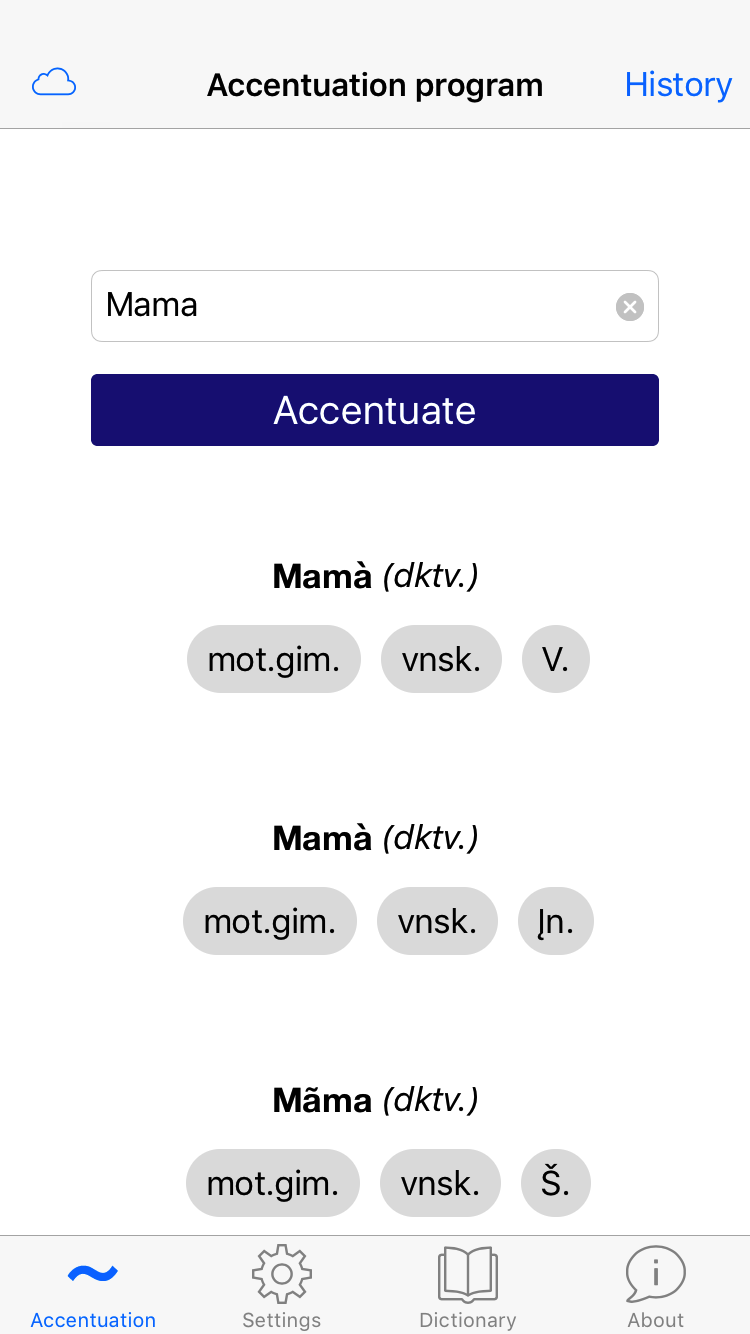 Accentuation program History
Mama
Accentuate
Mamà (dktv.)
mot.gim. vnsk. V.
Mamà (dktv.)
mot.gim. vnsk. Įn.
Mãma (dktv.)
mot.gim. vnsk. Š.
Accentuation Settings Dictionary About